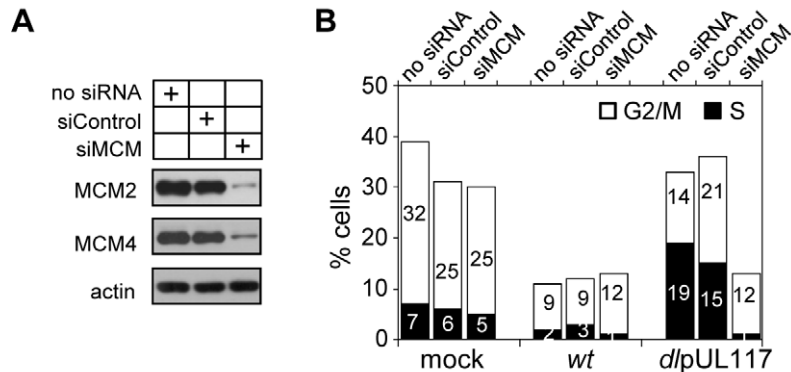 A
no siRNA +
siControl +
siMCM +
MCM2
MCM4
actin
B
no siRNA siControl siMCM no siRNA siControl siMCM no siRNA siControl siMCM
G2/M S
% cells
50
40
30
20
10
0
32 25 25 9 9 12 14 21 12
7 6 5 2 3 1 19 15 1
mock wt dlpUL117